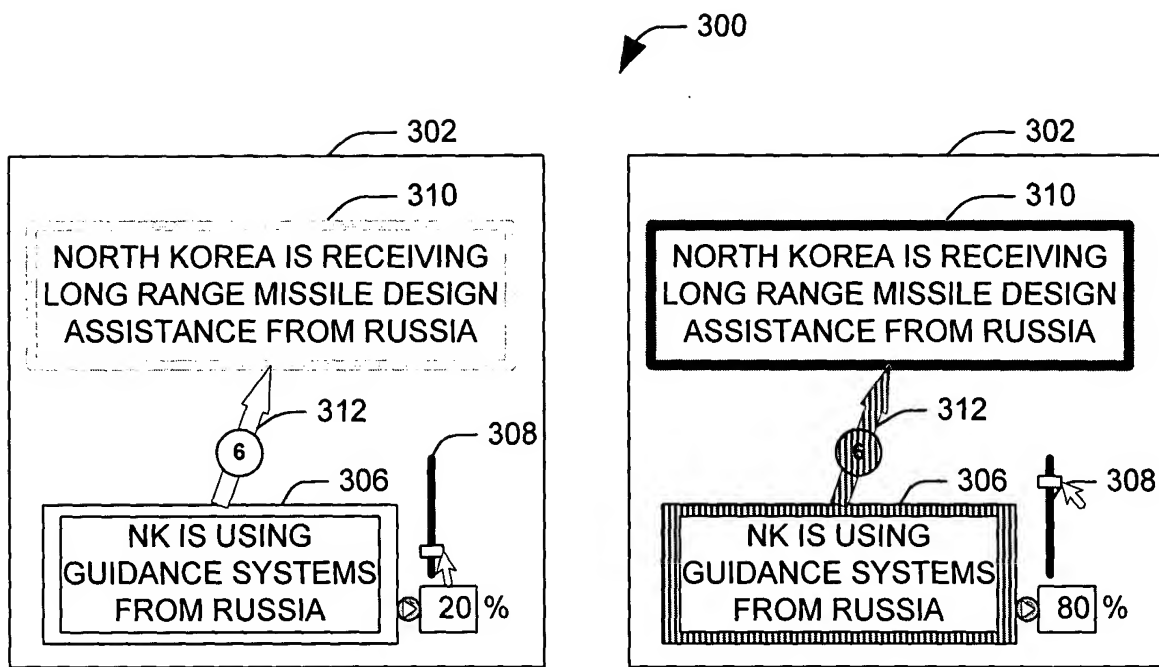 300
302
310
NORTH KOREA IS RECEIVING
LONG RANGE MISSILE DESIGN
ASSISTANCE FROM RUSSIA
312
308
6
306
NK IS USING
GUIDANCE SYSTEMS
FROM RUSSIA
20 %
302
310
NORTH KOREA IS RECEIVING
LONG RANGE MISSILE DESIGN
ASSISTANCE FROM RUSSIA
312
6
306
308
NK IS USING
GUIDANCE SYSTEMS
FROM RUSSIA
80 %